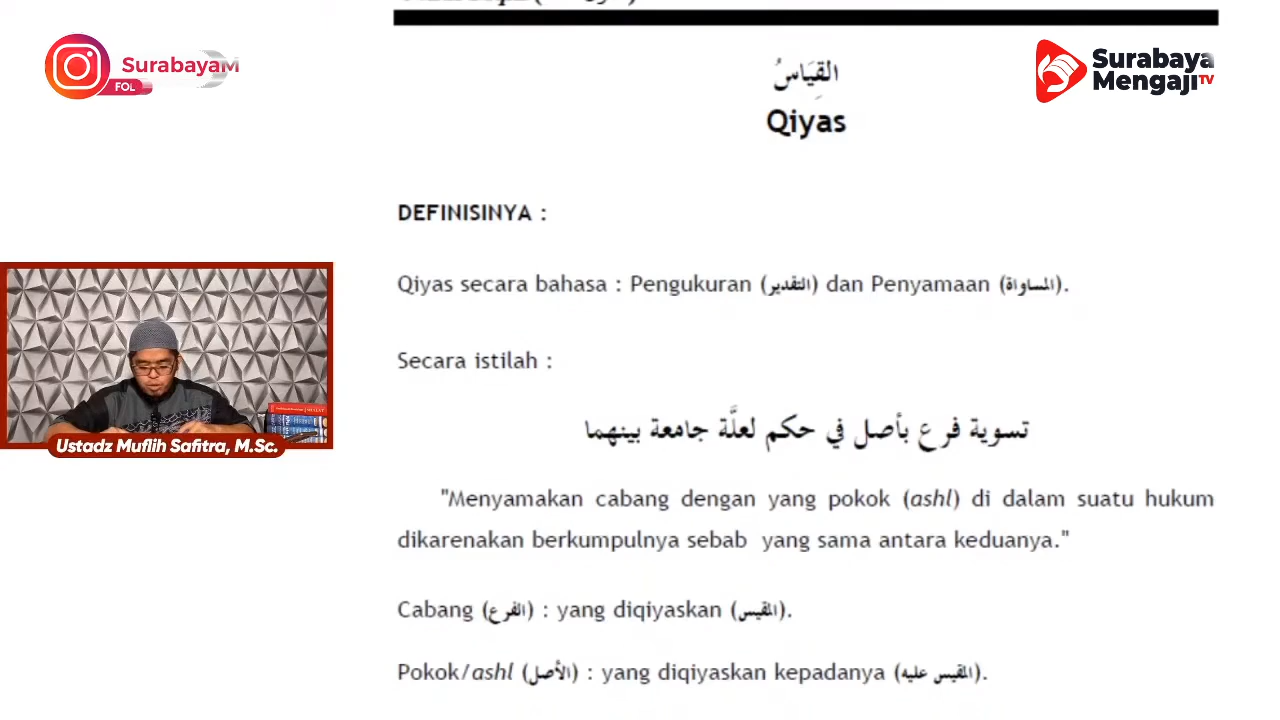 SurabayaM
FOL
Surabaya
MengajiTV
القِيَاسُ
Qiyas
DEFINISINYA :
Qiyas secara bahasa : Pengukuran (التقدير) dan Penyamaan (المساواة).
Secara istilah :
تسوية فرع بأصل في حكم لعلَّة جامعة بينهما
"Menyamakan cabang dengan yang pokok (ashl) di dalam suatu hukum
dikarenakan berkumpulnya sebab yang sama antara keduanya."
Cabang (الفرع) : yang diqiyaskan (المقيس).
Pokok/ashl (الأصل) : yang diqiyaskan kepadanya (المقيس عليه).
Ustadz Muflih Safitra, M.Sc.